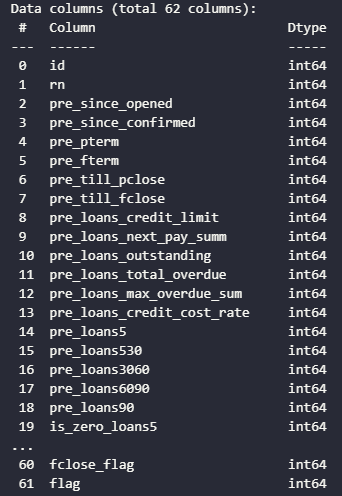 Data columns (total 62 columns):
#   Column                       Dtype
---  ------                       -----
0   id                           int64
1   rn                           int64
2   pre_since_opened             int64
3   pre_since_confirmed          int64
4   pre_pterm                    int64
5   pre_fterm                    int64
6   pre_till_pclose              int64
7   pre_till_fclose              int64
8   pre_loans_credit_limit       int64
9   pre_loans_next_pay_summ      int64
10  pre_loans_outstanding        int64
11  pre_loans_total_overdue      int64
12  pre_loans_max_overdue_sum    int64
13  pre_loans_credit_cost_rate   int64
14  pre_loans5                   int64
15  pre_loans530                 int64
16  pre_loans3060                int64
17  pre_loans6090                int64
18  pre_loans90                  int64
19  is_zero_loans5               int64
...
60  fclose_flag                  int64
61  flag                         int64